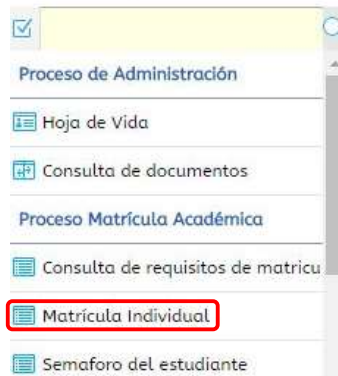 Proceso de Administración
Hoja de Vida
Consulta de documentos
Proceso Matrícula Académica
Consulta de requisitos de matricu
Matrícula Individual
Semaforo del estudiante